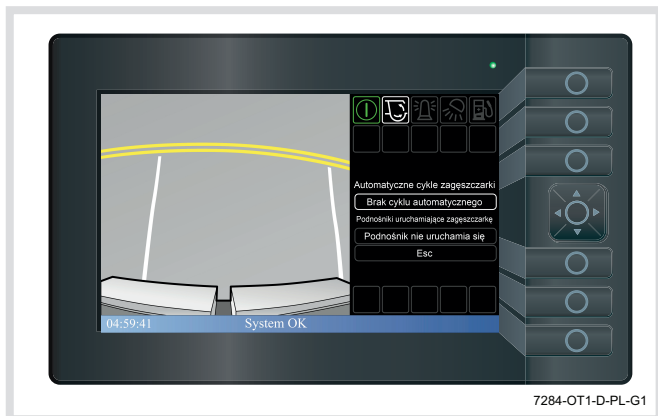 Automatyczne cykle zagęszczarki
Brak cyklu automatycznego
Podnośniki uruchamiające zagęszczarkę
Podnośnik nie uruchamia się
Esc
04:59:41 System OK
7284-OT1-D-PL-G1